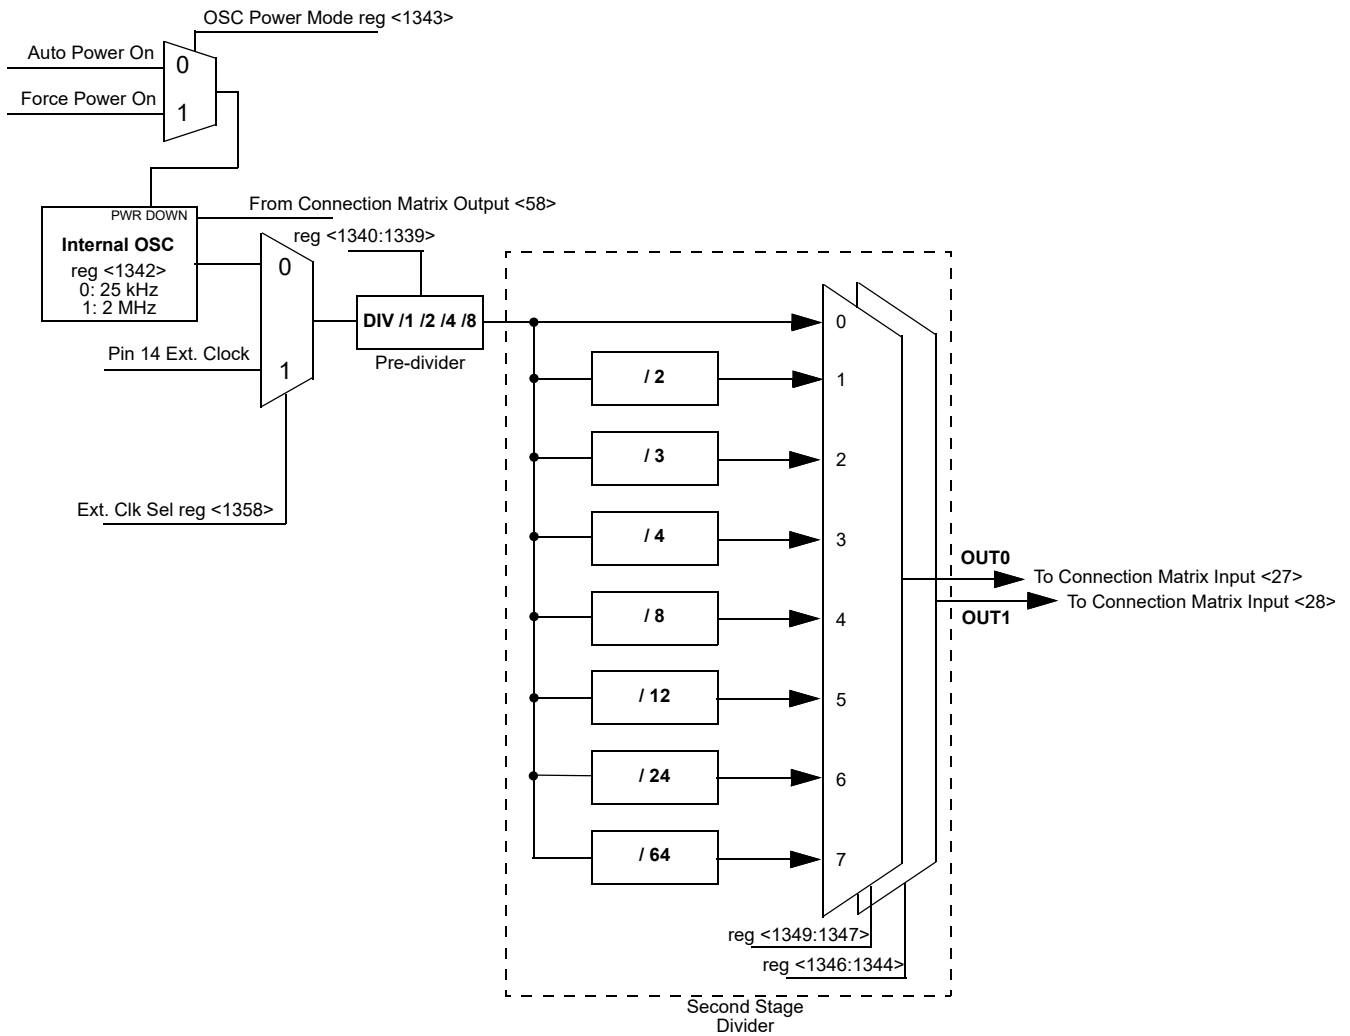 OSC Power Mode reg <1343>
Auto Power On
0
Force Power On
1
PWR DOWN
From Connection Matrix Output <58>
Internal OSC
reg <1342>
0: 25 kHz
1: 2 MHz
reg <1340:1339>
0
DIV /1 /2 /4 /8
Pre-divider
Pin 14 Ext. Clock
1
Ext. Clk Sel reg <1358>
0
/ 2
1
/ 3
2
/ 4
3
/ 8
4
/ 12
5
/ 24
6
/ 64
7
OUT0
To Connection Matrix Input <27>
To Connection Matrix Input <28>
OUT1
reg <1349:1347>
reg <1346:1344>
Second Stage
Divider